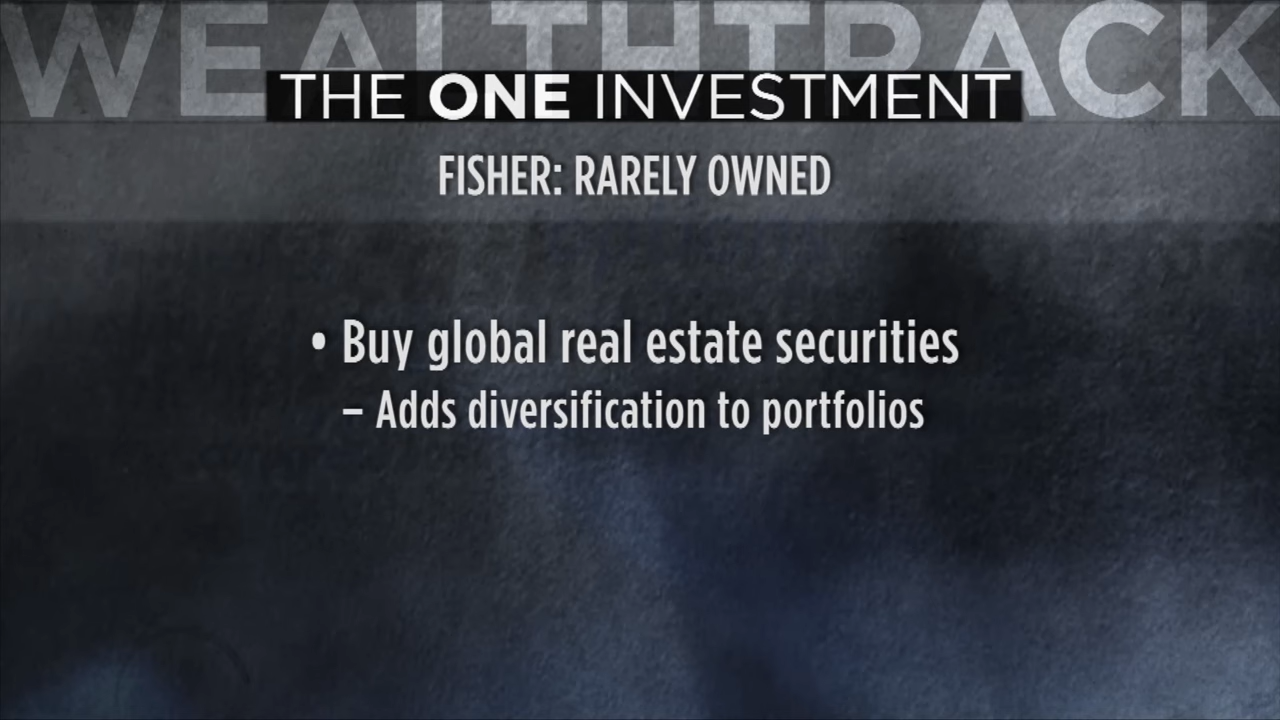 WEALTHTRACK
THE ONE INVESTMENT
FISHER: RARELY OWNED
• Buy global real estate securities
– Adds diversification to portfolios